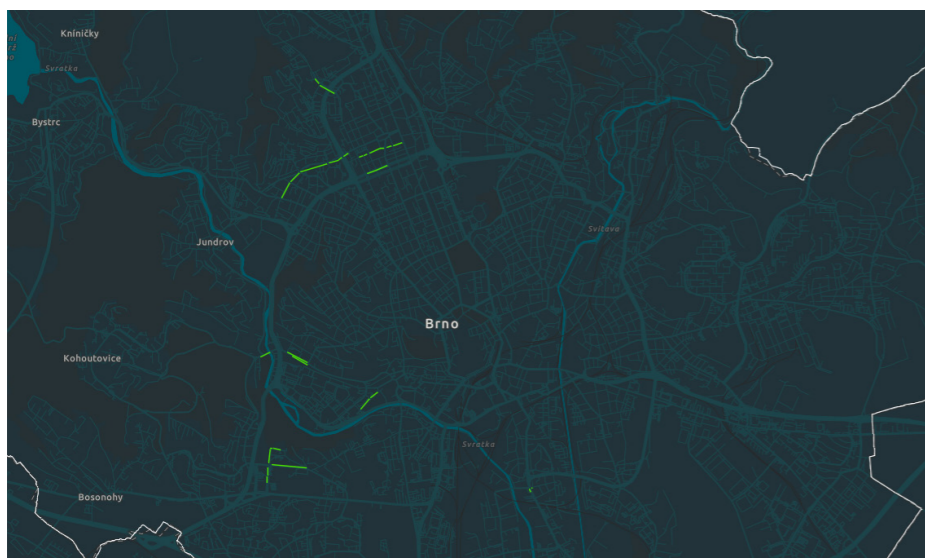 Kníničky
Svratka
Bystrc
Svitava
Jundrov
Brno
Kohoutovice
Svratka
Bosonohy